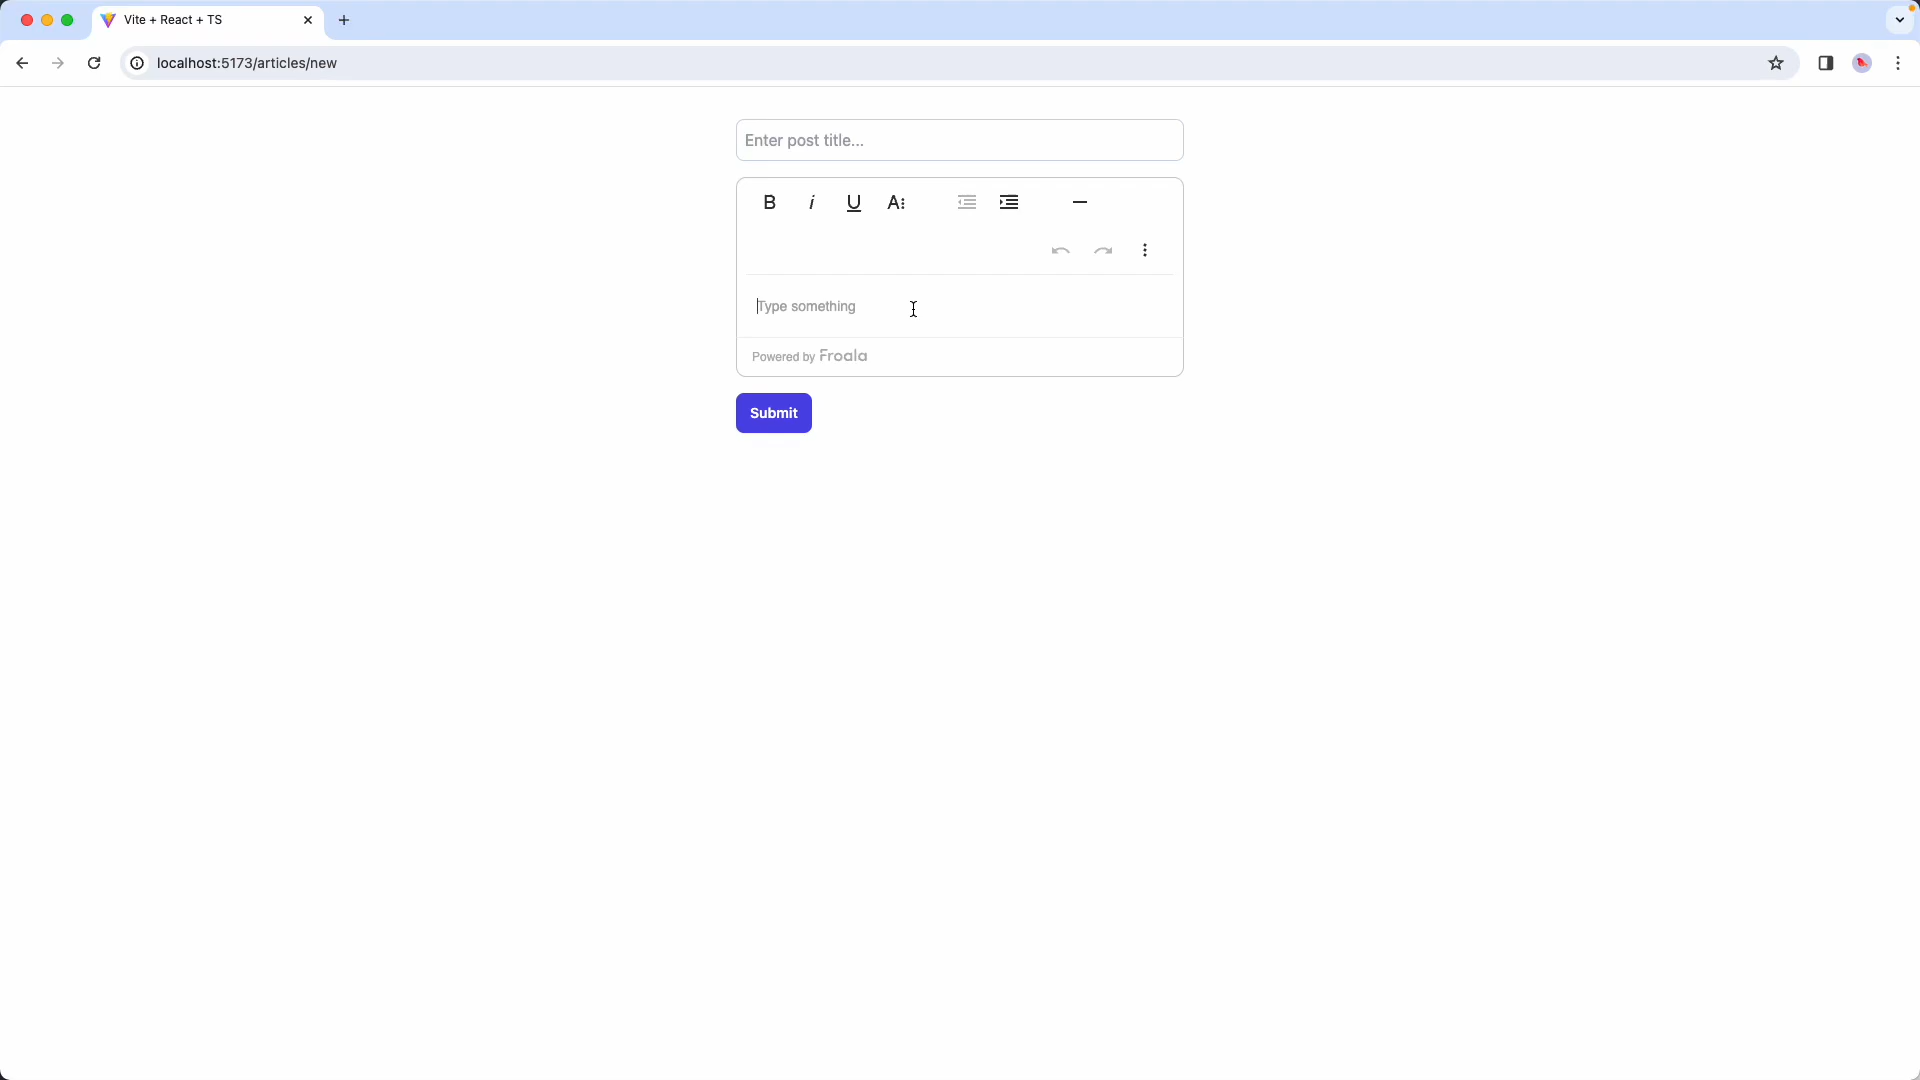 Vite + React + TS
localhost:5173/articles/new
Enter post title...
B i U A
Type something
Powered by Froala
Submit